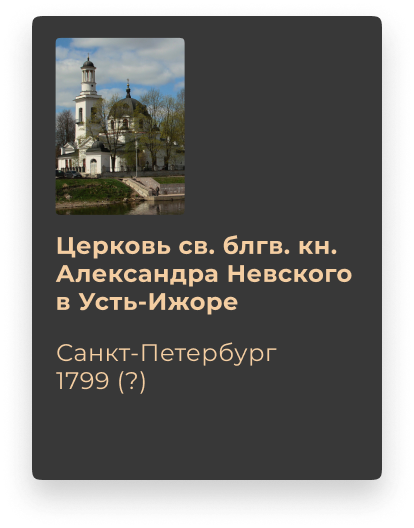 Церковь св. блгв. кн.
Александра Невского
в Усть-Ижоре
Санкт-Петербург
1799 (?)